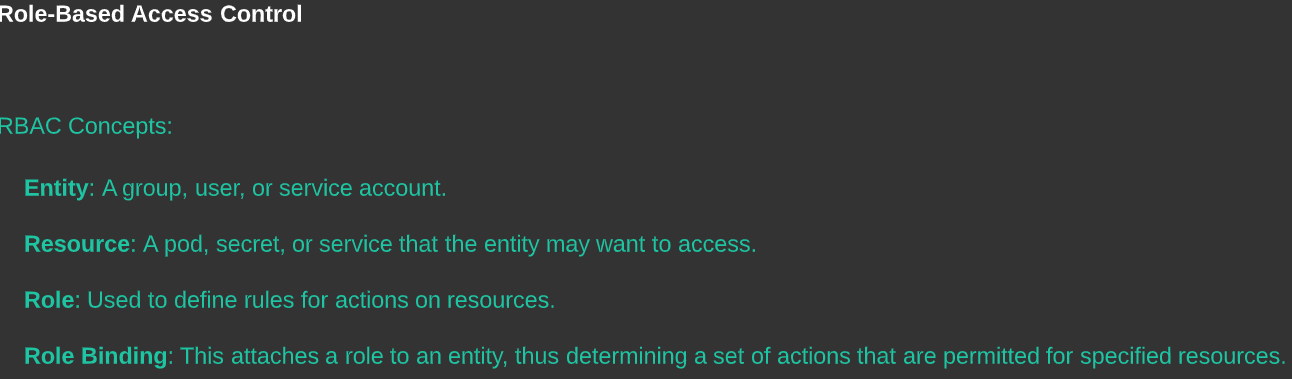 Role-Based Access Control
RBAC Concepts:
Entity: A group, user, or service account.
Resource: A pod, secret, or service that the entity may want to access.
Role: Used to define rules for actions on resources.
Role Binding: This attaches a role to an entity, thus determining a set of actions that are permitted for specified resources.